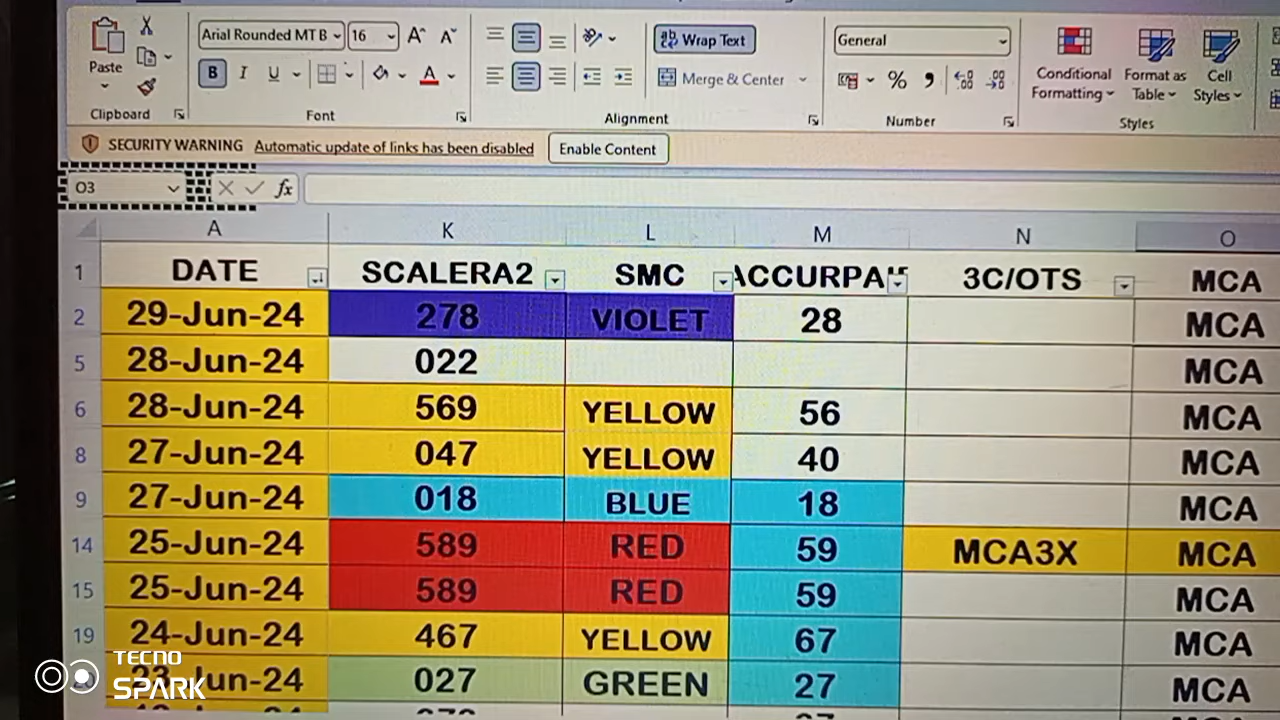 Arial Rounded MT B 16 Wrap Text General
Paste B I U A Merge & Center % Conditional Formatting Format as Table Cell Styles
Clipboard Font Alignment Number Styles
SECURITY WARNING Automatic update of links has been disabled Enable Content
O3 fx
A K L M N O
1 DATE SCALERA2 SMC 3C/OTS MCA
2 29-Jun-24 278 VIOLET 28 MCA
5 28-Jun-24 022 MCA
6 28-Jun-24 569 YELLOW 56 MCA
8 27-Jun-24 047 YELLOW 40 MCA
9 27-Jun-24 018 BLUE 18 MCA
14 25-Jun-24 589 RED 59 MCA3X MCA
15 25-Jun-24 589 RED 59 MCA
19 24-Jun-24 467 YELLOW 67 MCA
23-Jun-24 027 GREEN 27 MCA
TECNO
SPARK